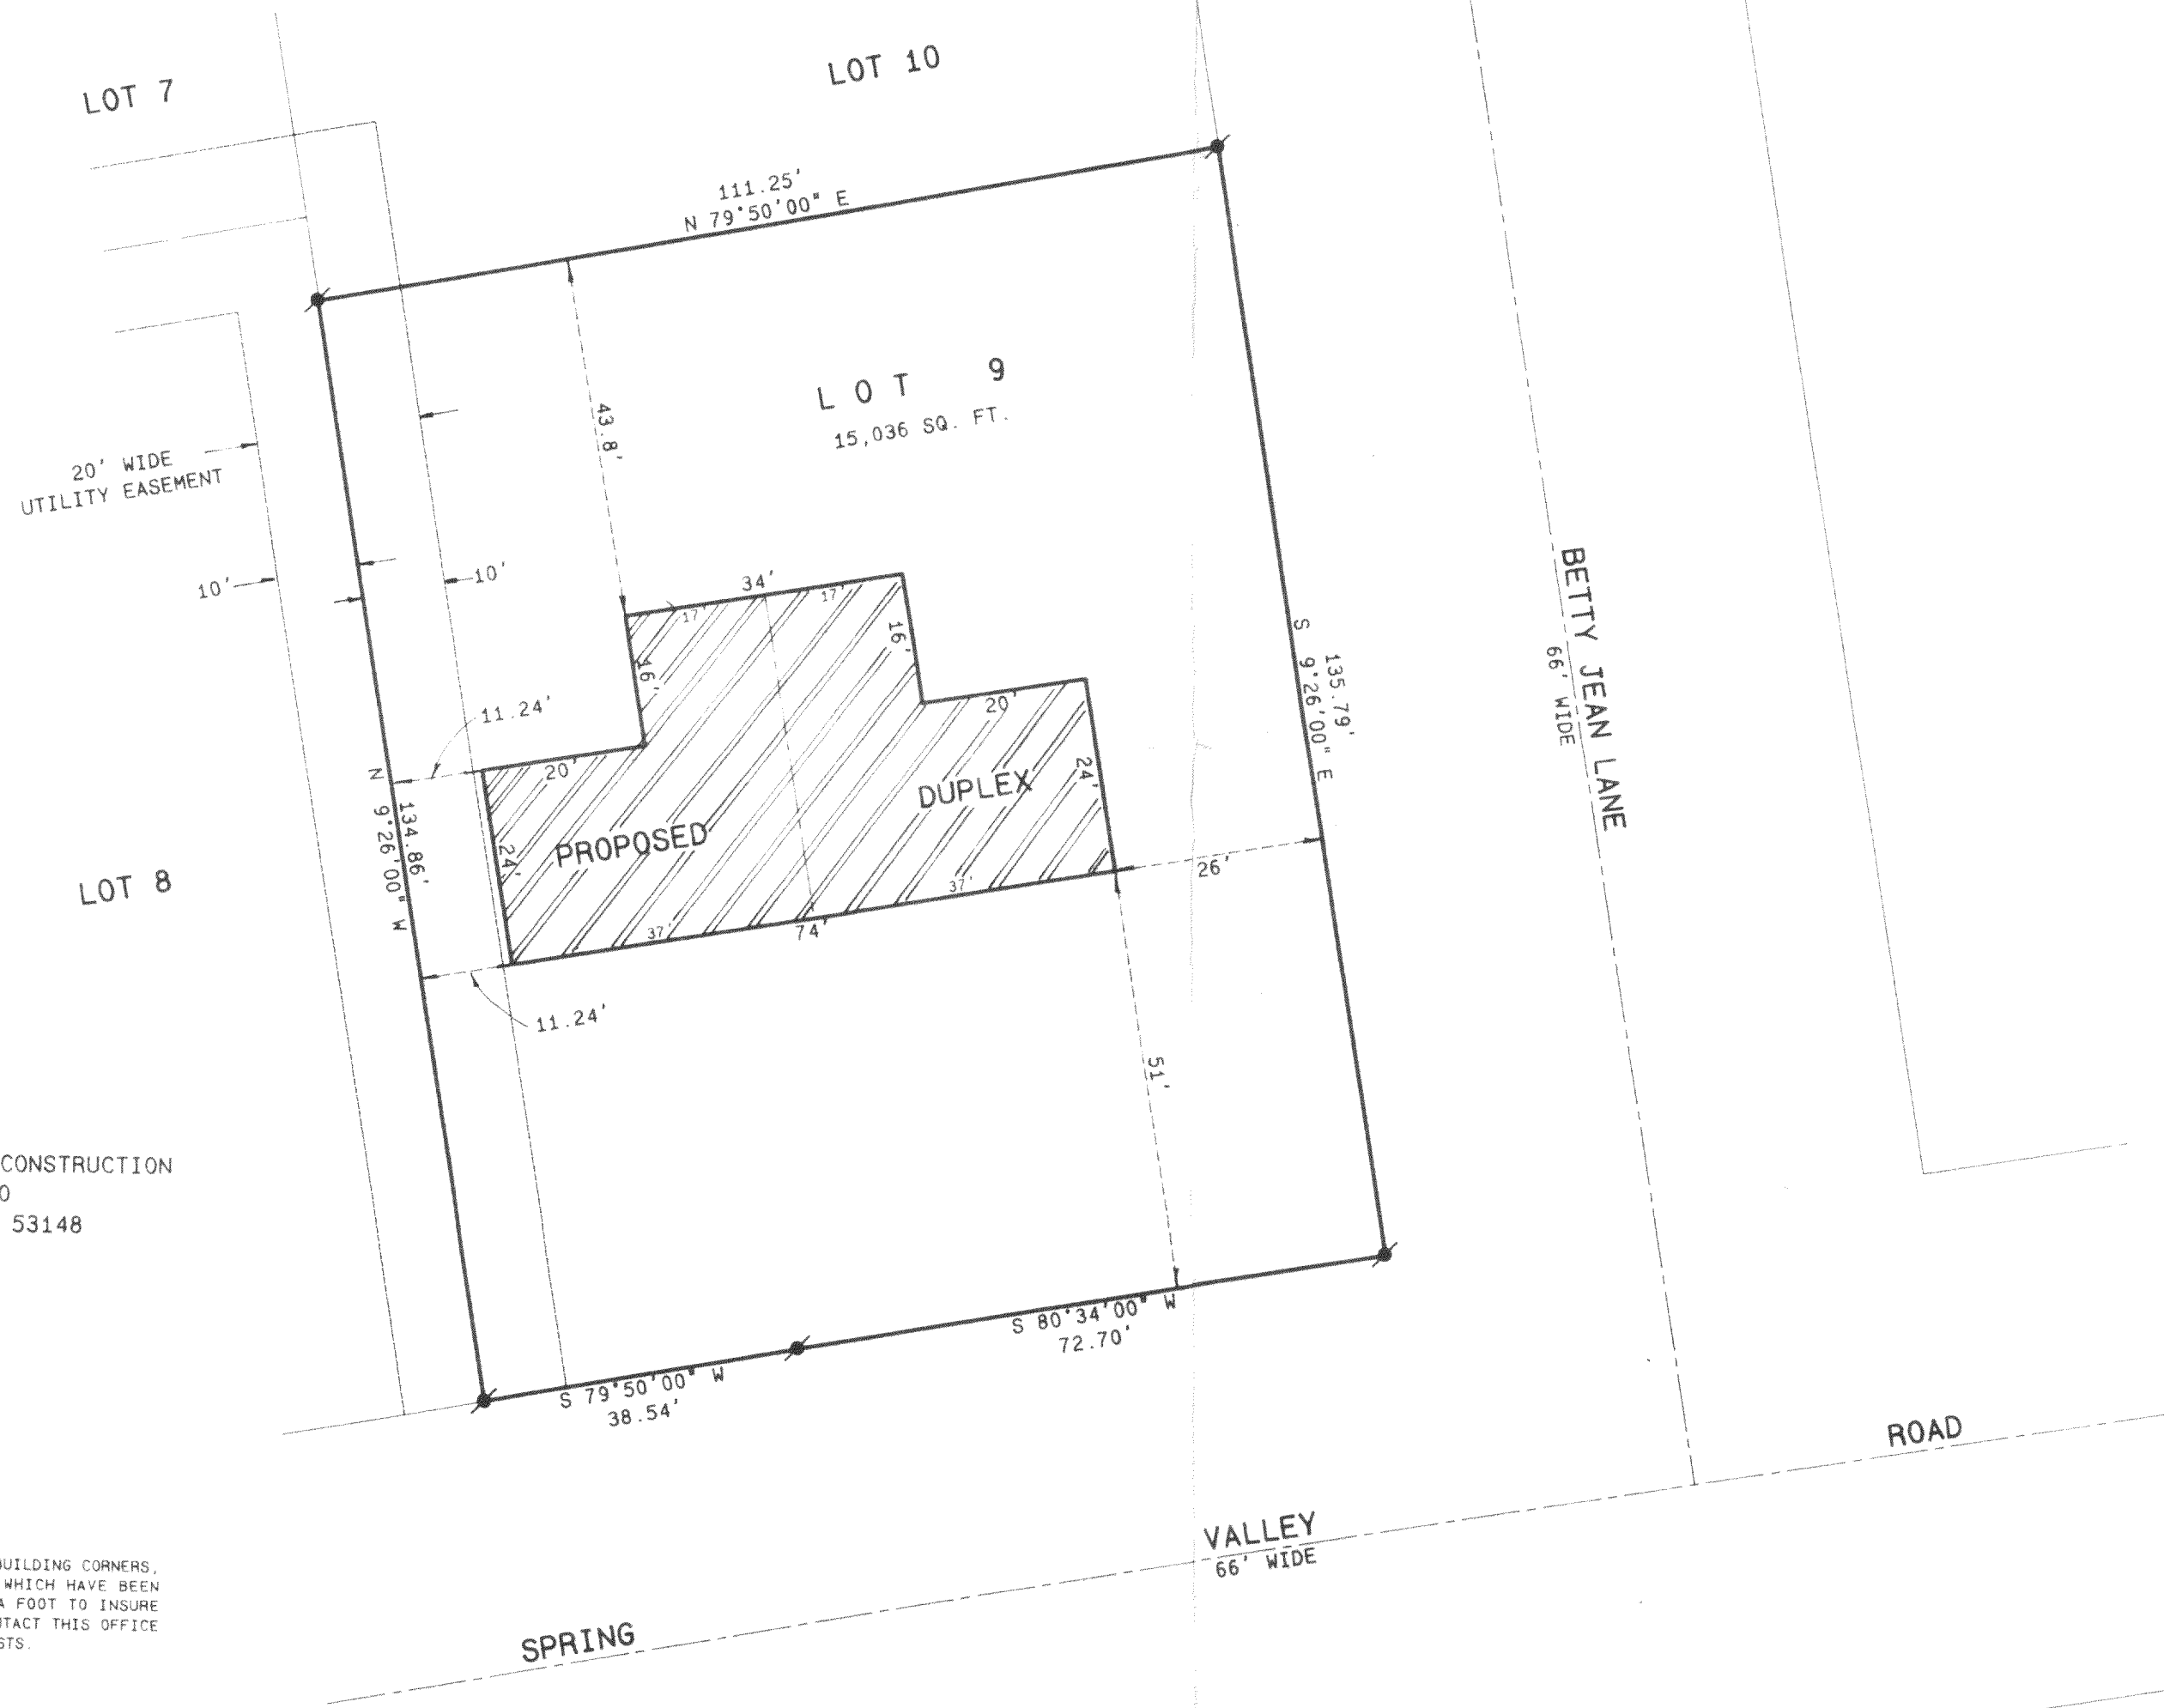 LOT 7
LOT 10
111.25'
N 79°50'00" E
LOT 9
15,036 SQ. FT.
43.8'
20' WIDE
UTILITY EASEMENT
10'
10'
34'
17'
17'
16'
16'
20'
20'
11.24'
24'
24'
PROPOSED
DUPLEX
37'
37'
74'
26'
11.24'
51'
N 9°26'00" W
134.86'
135.79'
S 9°26'00" E
BETTY JEAN LANE
66' WIDE
LOT 8
CONSTRUCTION
53148
S 80°34'00" W
72.70'
S 79°50'00" W
38.54'
BUILDING CORNERS,
WHICH HAVE BEEN
A FOOT TO INSURE
THIS OFFICE
SPRING VALLEY ROAD
66' WIDE